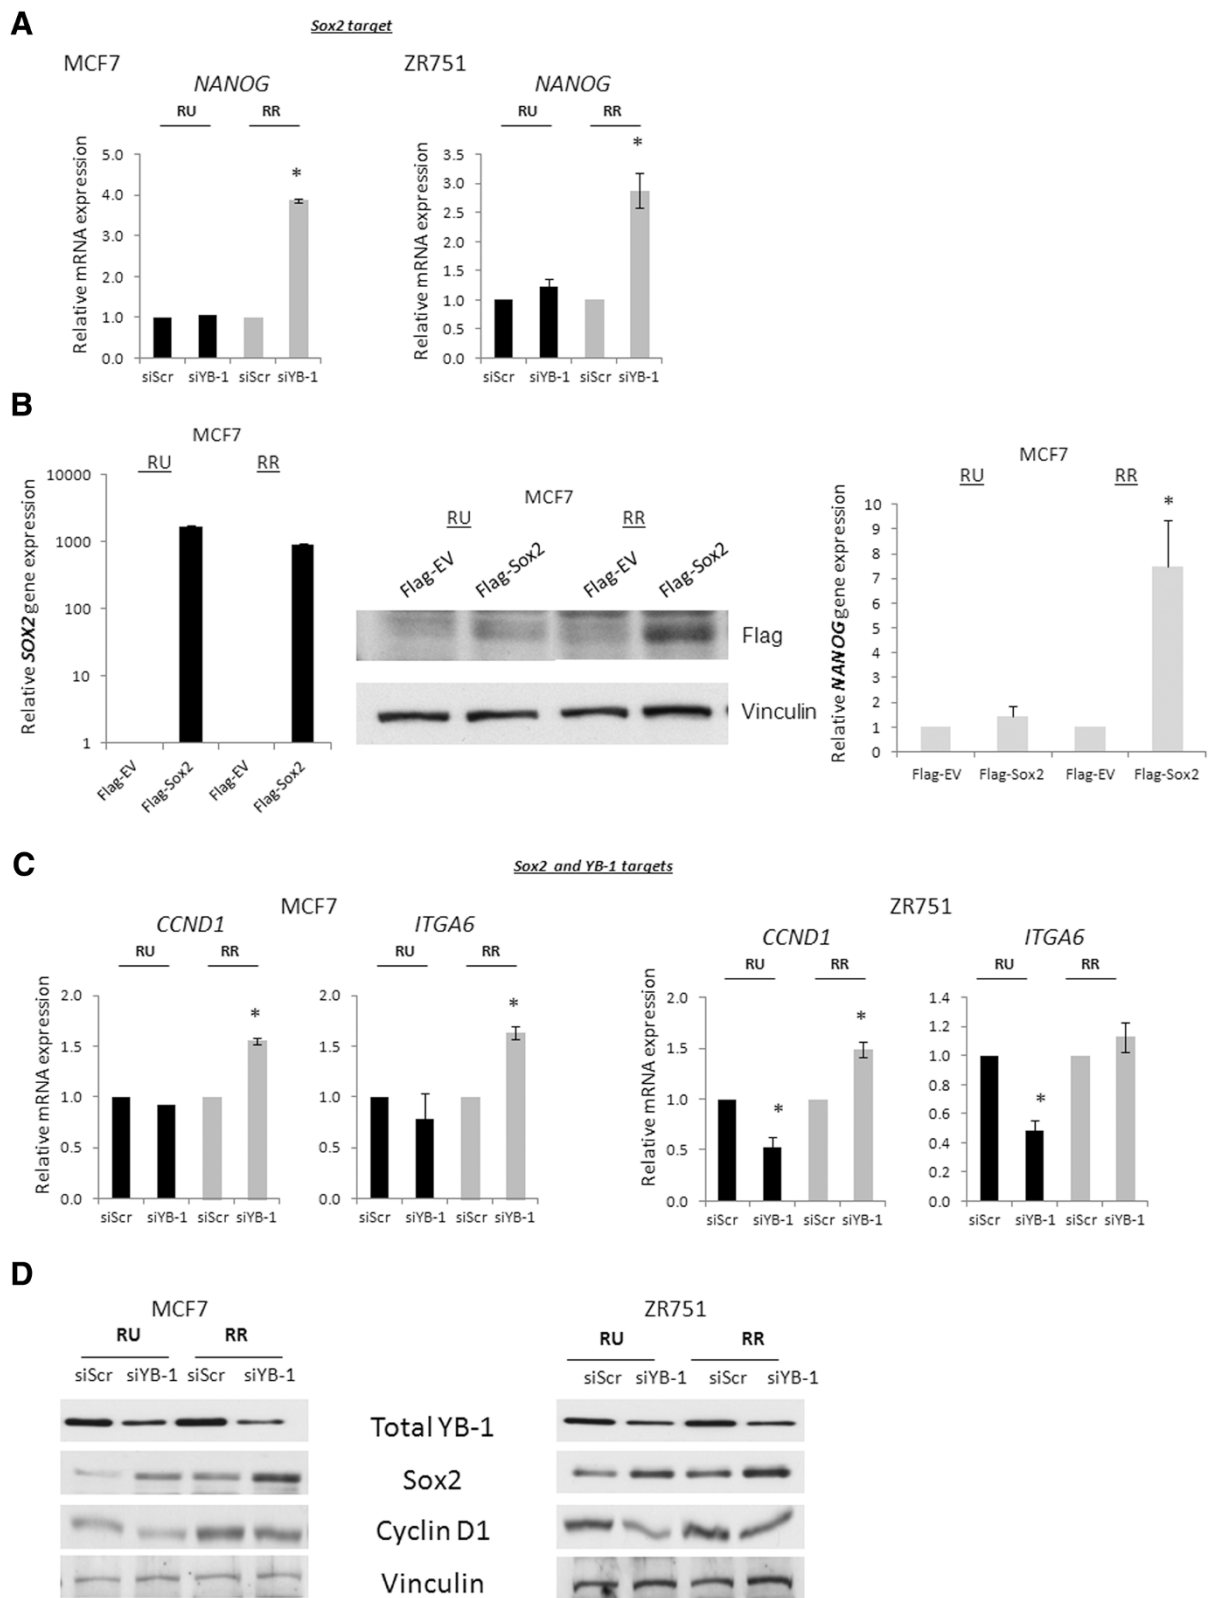 A
Sox2 target
MCF7
ZR751
NANOG
NANOG
RU RR
RU RR
Relative mRNA expression
5.0
4.0
3.0
2.0
1.0
0.0
*
siScr siYB-1 siScr siYB-1
Relative mRNA expression
3.5
3.0
2.5
2.0
1.5
1.0
0.5
0.0
*
siScr siYB-1 siScr siYB-1
B
MCF7
RU RR
Relative SOX2 gene expression
10000
1000
100
10
1
Flag-EV Flag-Sox2 Flag-EV Flag-Sox2
MCF7
RU RR
Flag-EV Flag-Sox2 Flag-EV Flag-Sox2
Flag
Vinculin
MCF7
RU RR
Relative NANOG gene expression
10
9
8
7
6
5
4
3
2
1
0
*
Flag-EV Flag-Sox2 Flag-EV Flag-Sox2
C
Sox2 and YB-1 targets
MCF7
ZR751
CCND1
RU RR
Relative mRNA expression
2.0
1.5
1.0
0.5
0.0
*
siScr siYB-1 siScr siYB-1
ITGA6
RU RR
2.0
1.5
1.0
0.5
0.0
*
siScr siYB-1 siScr siYB-1
CCND1
RU RR
Relative mRNA expression
2.0
1.5
1.0
0.5
0.0
*
*
siScr siYB-1 siScr siYB-1
ITGA6
RU RR
1.4
1.2
1.0
0.8
0.6
0.4
0.2
0.0
*
siScr siYB-1 siScr siYB-1
D
MCF7
RU RR
siScr siYB-1 siScr siYB-1
ZR751
RU RR
siScr siYB-1 siScr siYB-1
Total YB-1
Sox2
Cyclin D1
Vinculin